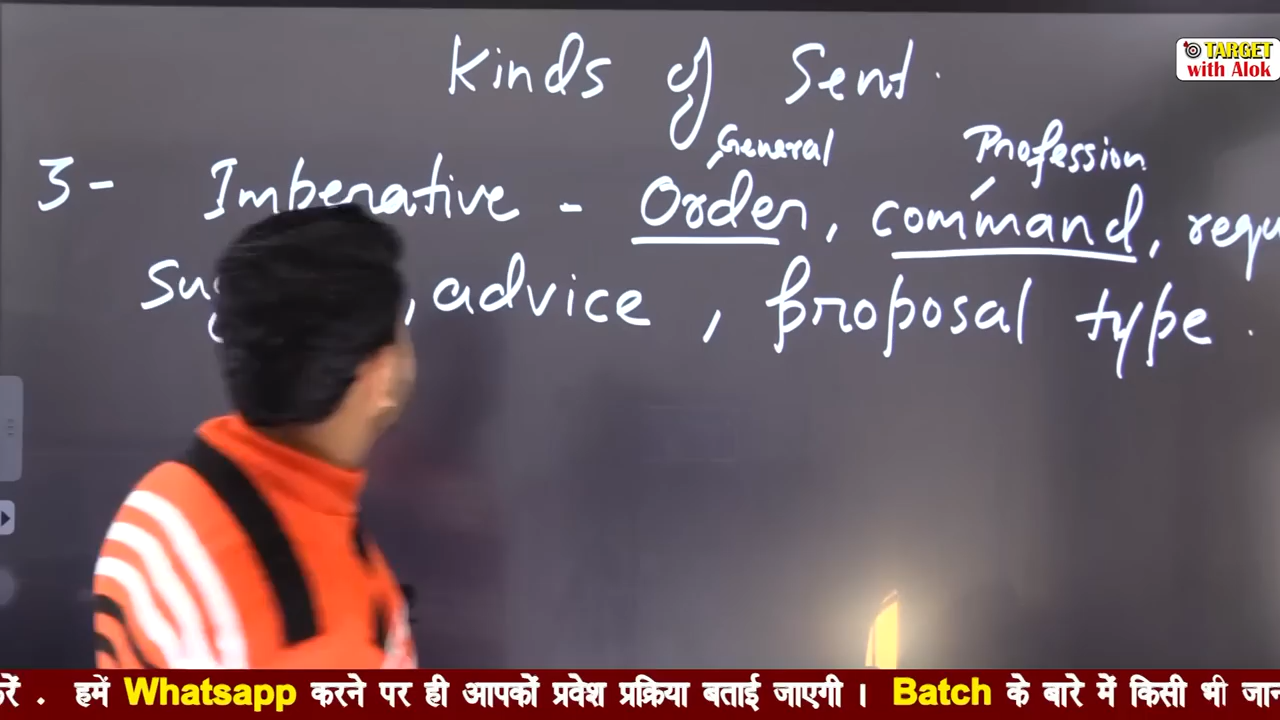 Kinds of Sent.
TARGET
with Alok
General Profession
3- Imperative - Order, command, requ
Su , advice, proposal type.
रें . हमें Whatsapp करने पर ही आपकों प्रवेश प्रक्रिया बताई जाएगी । Batch के बारे में किसी भी जान